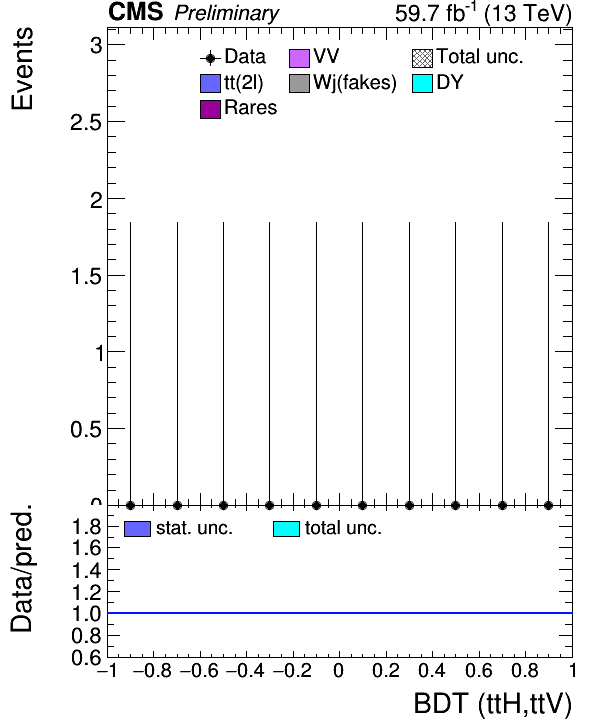 CMS Preliminary 59.7 fb-1 (13 TeV)
Events
3
2.5
2
1.5
1
0.5
0
Data VV Total unc.
tt(2l) Wj(fakes) DY
Rares
Data/pred.
1.8
1.6
1.4
1.2
1.0
0.8
0.6
stat. unc. total unc.
−1 −0.8 −0.6 −0.4 −0.2 0 0.2 0.4 0.6 0.8 1
BDT (ttH,ttV)